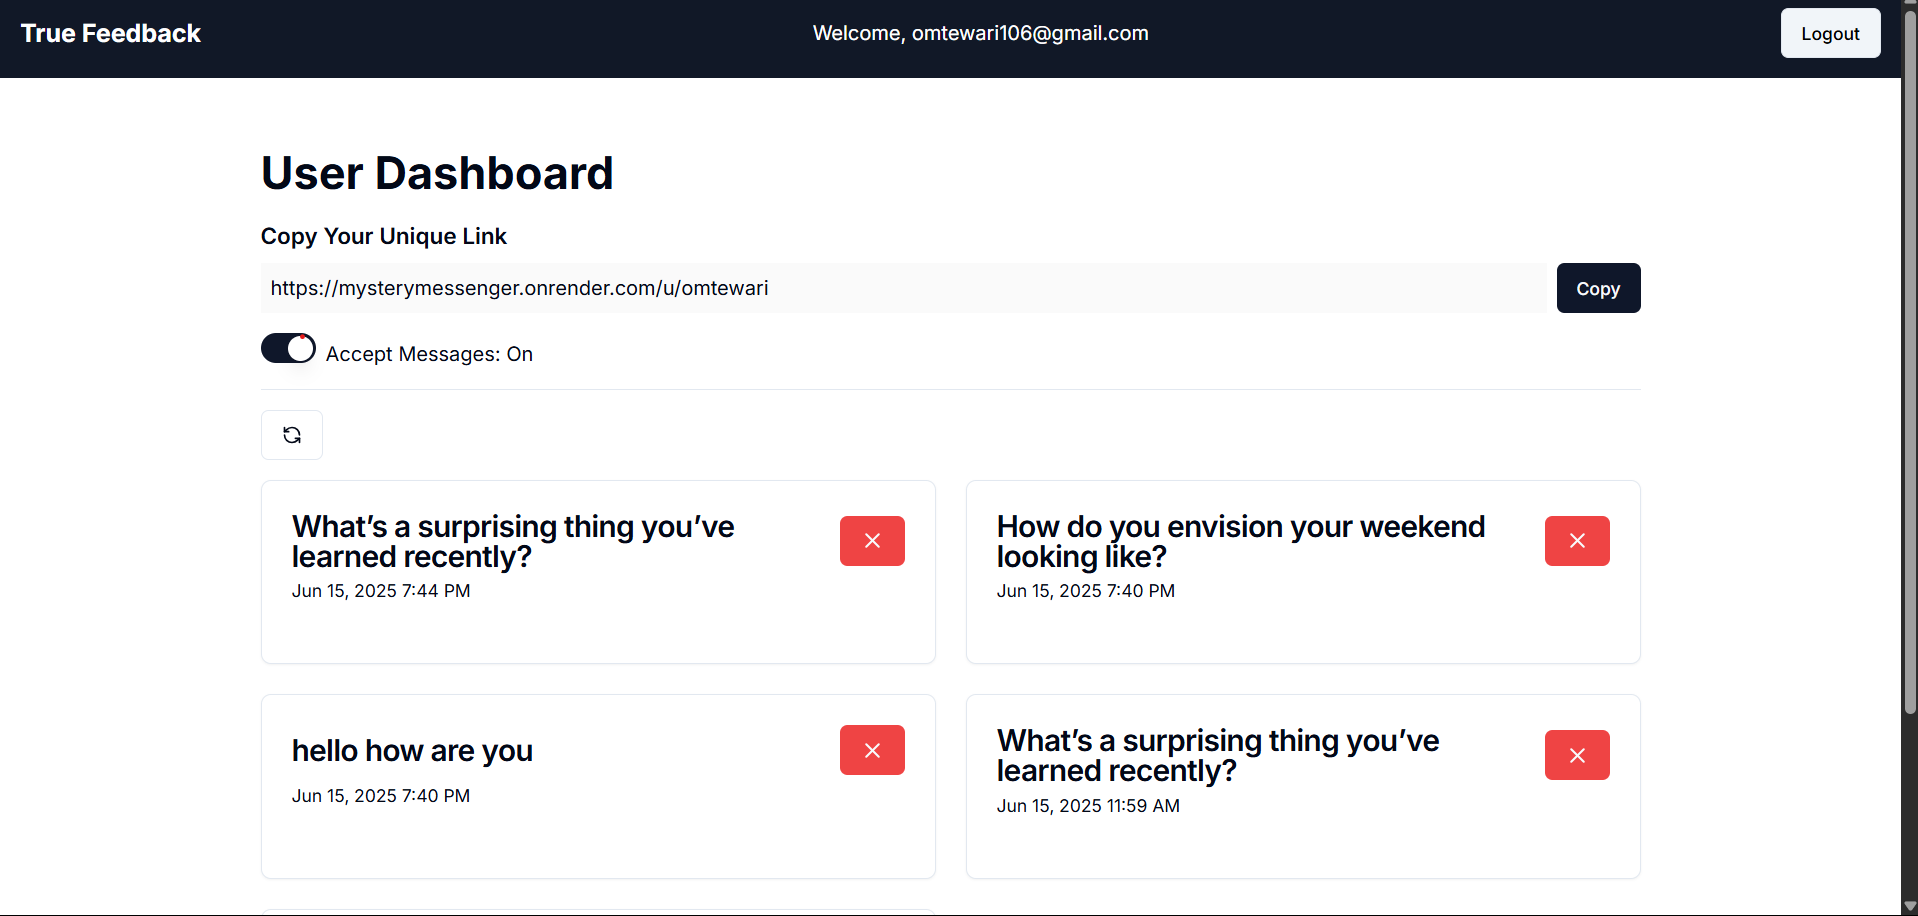 True Feedback
Welcome, omtewari106@gmail.com
Logout
User Dashboard
Copy Your Unique Link
https://mysterymessenger.onrender.com/u/omtewari
Copy
Accept Messages: On
What’s a surprising thing you’ve
learned recently?
Jun 15, 2025 7:44 PM
How do you envision your weekend
looking like?
Jun 15, 2025 7:40 PM
hello how are you
Jun 15, 2025 7:40 PM
What’s a surprising thing you’ve
learned recently?
Jun 15, 2025 11:59 AM